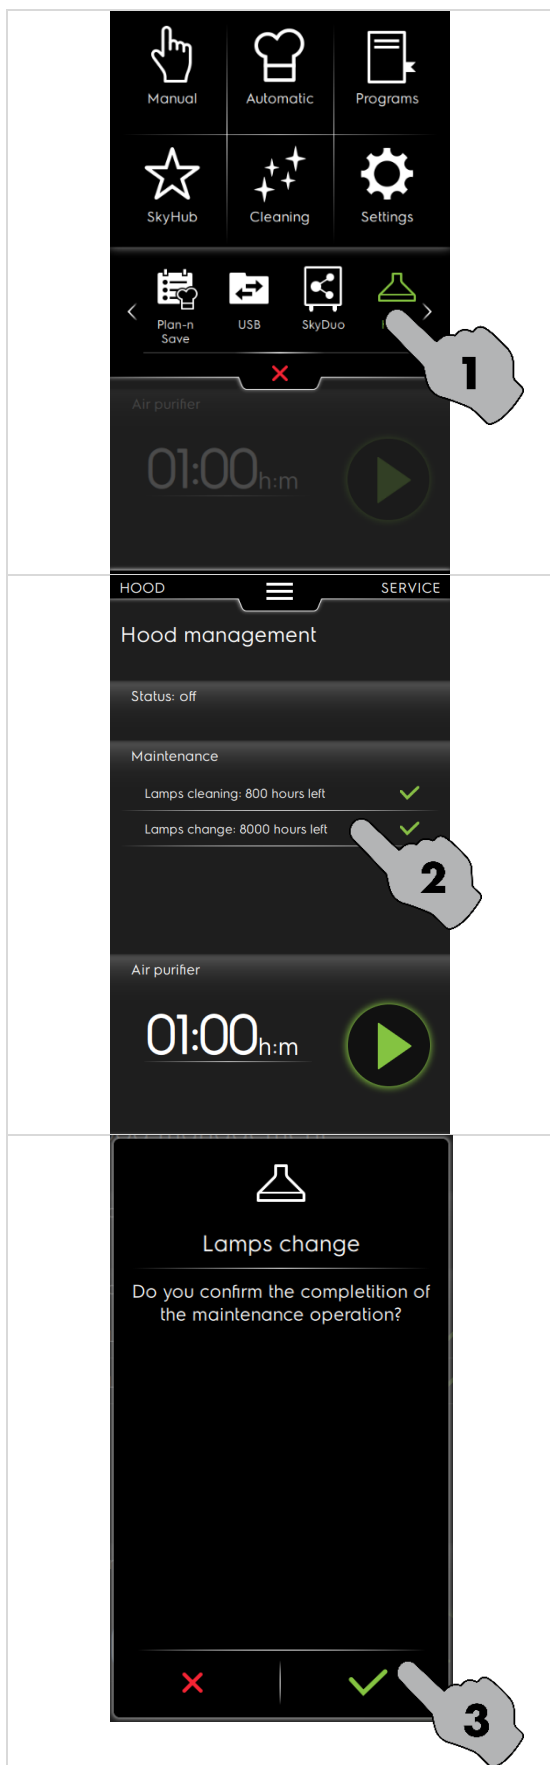 Manual
Automatic
Programs
SkyHub
Cleaning
Settings
Plan-n
Save
USB
SkyDuo
1
Air purifier
01:00h:m
HOOD
SERVICE
Hood management
Status: off
Maintenance
Lamps cleaning: 800 hours left
Lamps change: 8000 hours left
2
Air purifier
01:00h:m
Lamps change
Do you confirm the completition of
the maintenance operation?
3